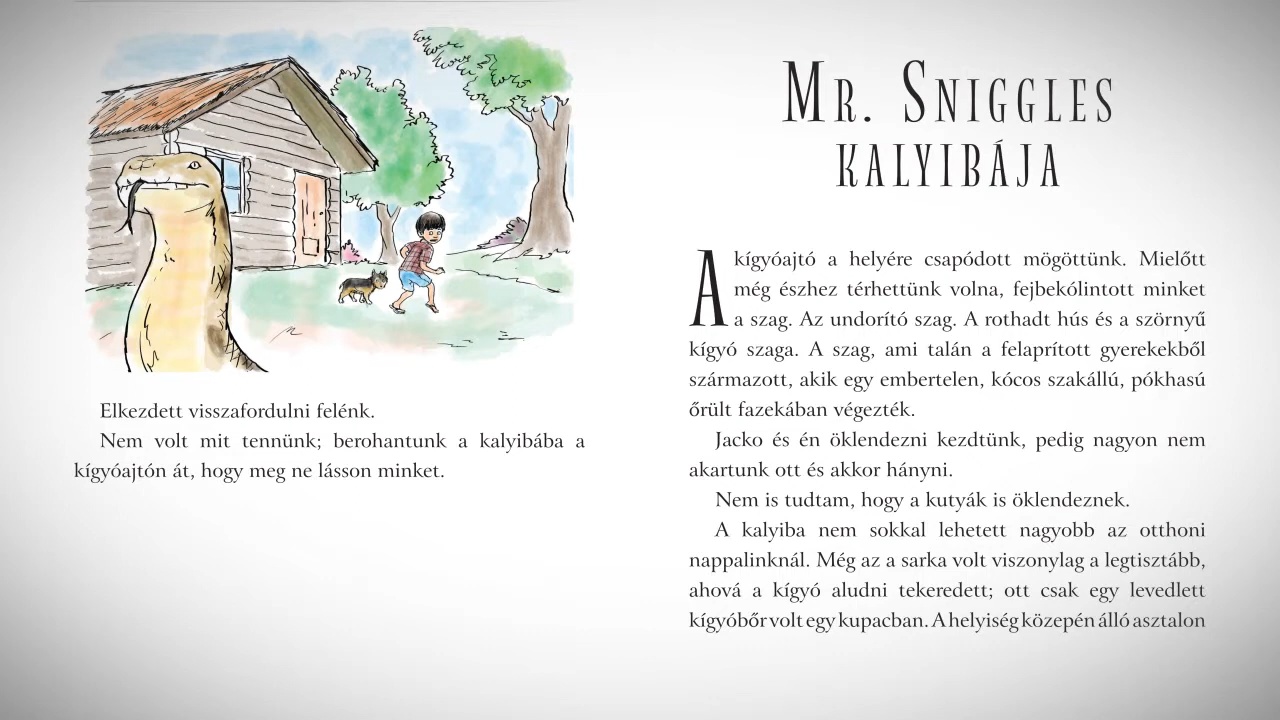 Elkezdett visszafordulni felénk.
Nem volt mit tennünk; berohantunk a kalyibába a
kígyóajtón át, hogy meg ne lásson minket.
MR. SNIGGLES
KALYIBÁJA
A kígyóajtó a helyére csapódott mögöttünk. Mielőtt
még észhez térhettünk volna, fejbekólintott minket
a szag. Az undorító szag. A rothadt hús és a szörnyű
kígyó szaga. A szag, ami talán a felaprított gyerekekből
származott, akik egy embertelen, kócos szakállú, pókhasú
őrült fazekában végezték.
Jacko és én öklendezni kezdtünk, pedig nagyon nem
akartunk ott és akkor hányni.
Nem is tudtam, hogy a kutyák is öklendeznek.
A kalyiba nem sokkal lehetett nagyobb az otthoni
nappalinknál. Még az a sarka volt viszonylag a legtisztább,
ahová a kígyó aludni tekeredett; ott csak egy levedlett
kígyóbőr volt egy kupacban. A helyiség közepén álló asztalon